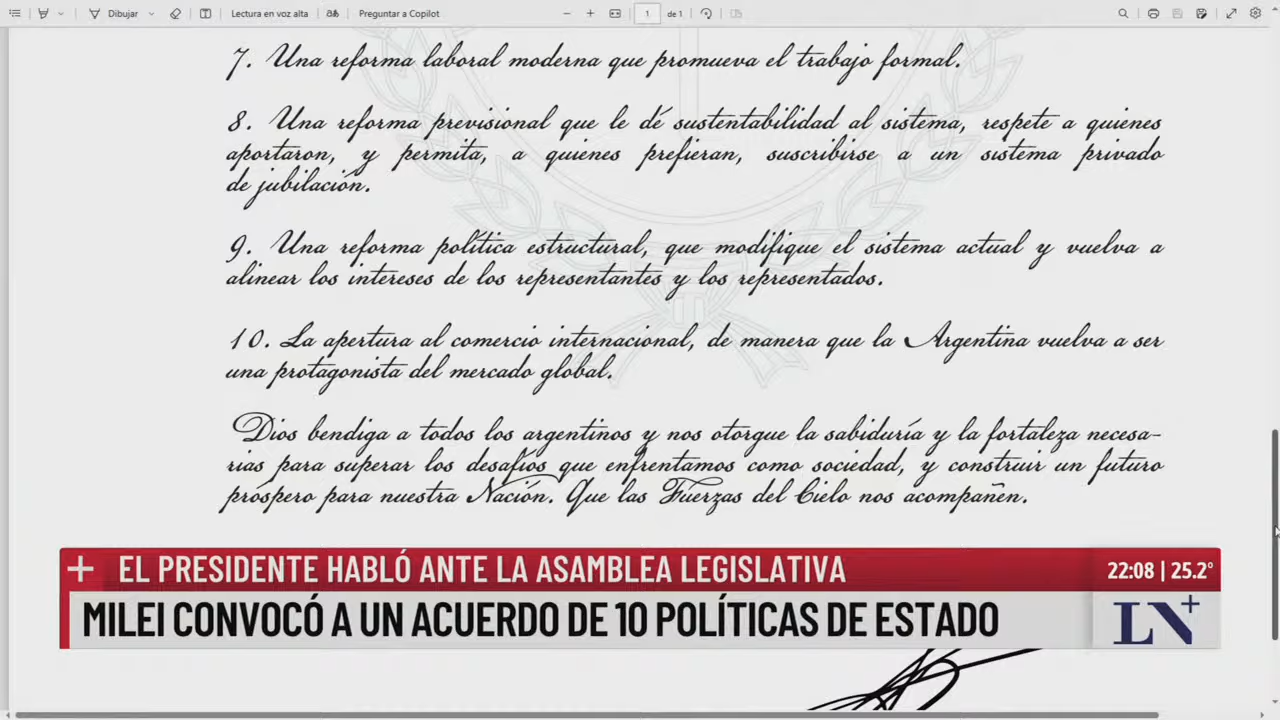 Dibujar
Lectura en voz alta
Preguntar a Copilot
1
de 1
7. Una reforma laboral moderna que promueva el trabajo formal.
8. Una reforma previsional que le dé sustentabilidad al sistema, respete a quienes
aportaron, y permita, a quienes prefieran, suscribirse a un sistema privado
de jubilación.
9. Una reforma política estructural, que modifique el sistema actual y vuelva a
alinear los intereses de los representantes y los representados.
10. La apertura al comercio internacional, de manera que la Argentina vuelva a ser
una protagonista del mercado global.
Dios bendiga a todos los argentinos y nos otorgue la sabiduría y la fortaleza necesa-
rias para superar los desafíos que enfrentamos como sociedad, y construir un futuro
próspero para nuestra Nación. Que las Fuerzas del Cielo nos acompañen.
+ EL PRESIDENTE HABLÓ ANTE LA ASAMBLEA LEGISLATIVA
22:08 | 25.2°
MILEI CONVOCÓ A UN ACUERDO DE 10 POLÍTICAS DE ESTADO
LN+